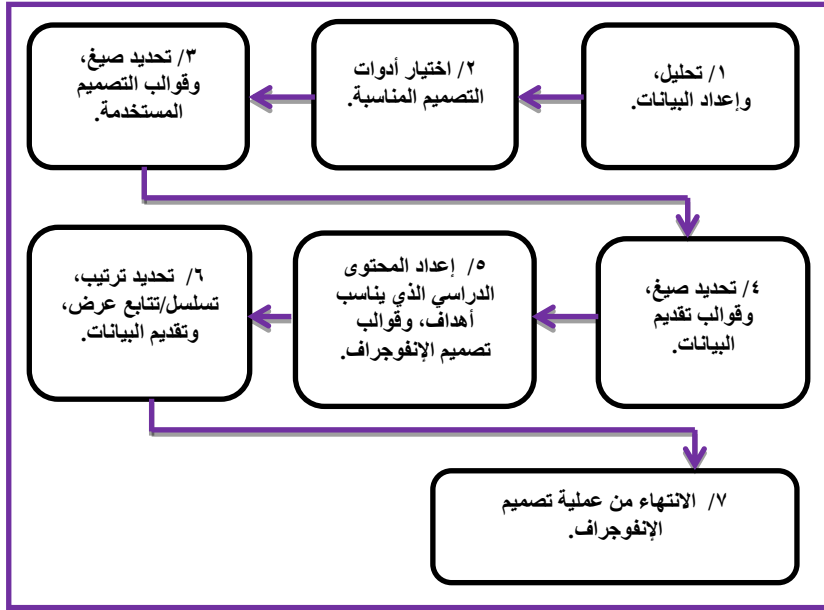 ١/ تحليل،
وإعداد البيانات.
٢/ اختيار أدوات
التصميم المناسبة.
٣/ تحديد صيغ،
وقوالب التصميم
المستخدمة.
٤/ تحديد صيغ،
وقوالب تقديم
البيانات.
٥/ إعداد المحتوى
الدراسي الذي يناسب
أهداف، وقوالب
تصميم الإنفوجراف.
٦/ تحديد ترتيب،
تسلسل/تتابع عرض،
وتقديم البيانات.
٧/ الانتهاء من عملية تصميم
الإنفوجراف.